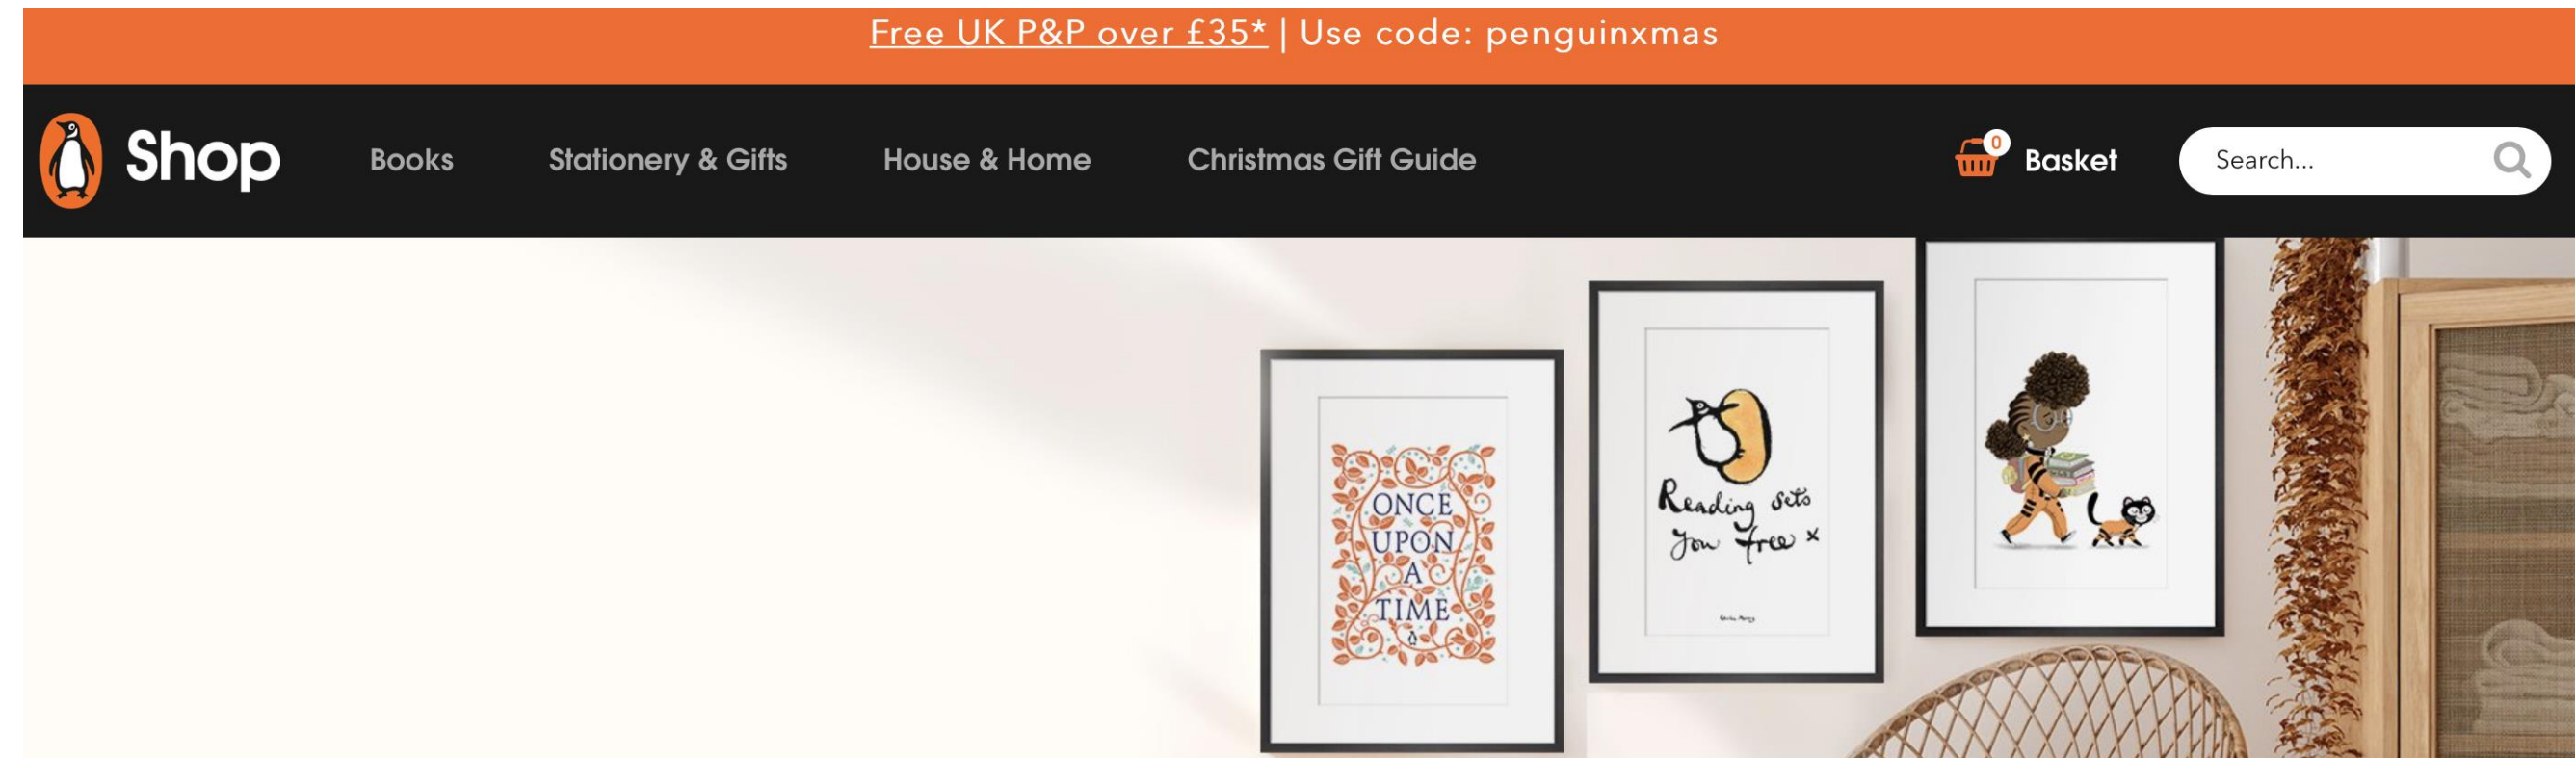 Free UK P&P over £35* | Use code: penguinxmas
Shop
Books
Stationery & Gifts
House & Home
Christmas Gift Guide
0
Basket
Search...
ONCE
UPON
A
TIME
Reading sets
you free x